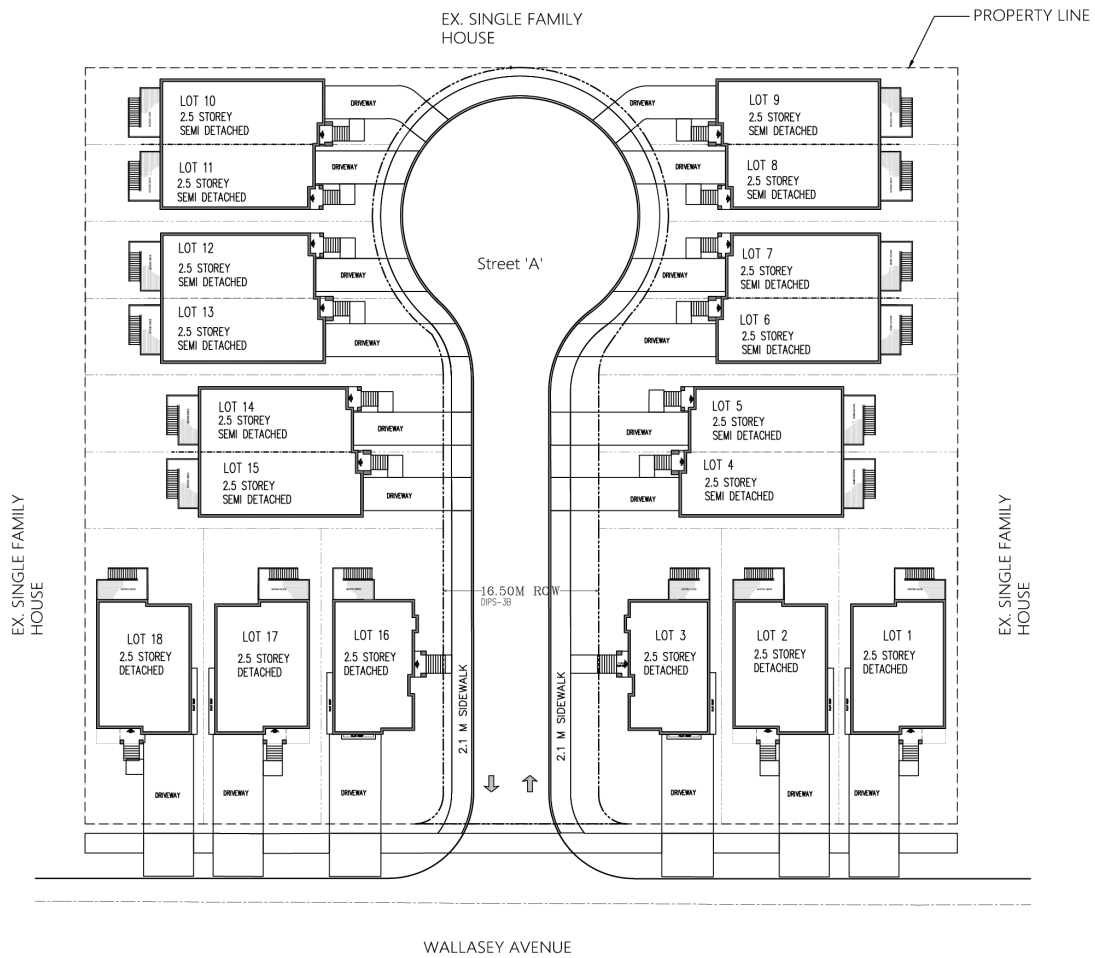 EX. SINGLE FAMILY
HOUSE
PROPERTY LINE
LOT 10
2.5 STOREY
SEMI DETACHED
DRIVEWAY
DRIVEWAY
LOT 9
2.5 STOREY
SEMI DETACHED
LOT 11
2.5 STOREY
SEMI DETACHED
DRIVEWAY
DRIVEWAY
LOT 8
2.5 STOREY
SEMI DETACHED
LOT 12
2.5 STOREY
SEMI DETACHED
DRIVEWAY
Street 'A'
DRIVEWAY
LOT 7
2.5 STOREY
SEMI DETACHED
LOT 13
2.5 STOREY
SEMI DETACHED
DRIVEWAY
DRIVEWAY
LOT 6
2.5 STOREY
SEMI DETACHED
LOT 14
2.5 STOREY
SEMI DETACHED
DRIVEWAY
DRIVEWAY
LOT 5
2.5 STOREY
SEMI DETACHED
LOT 15
2.5 STOREY
SEMI DETACHED
DRIVEWAY
DRIVEWAY
LOT 4
2.5 STOREY
SEMI DETACHED
EX. SINGLE FAMILY
HOUSE
EX. SINGLE FAMILY
HOUSE
16.50M ROW
DIPS-3B
LOT 18
2.5 STOREY
DETACHED
LOT 17
2.5 STOREY
DETACHED
LOT 16
2.5 STOREY
DETACHED
LOT 3
2.5 STOREY
DETACHED
LOT 2
2.5 STOREY
DETACHED
LOT 1
2.5 STOREY
DETACHED
2.1 M SIDEWALK
2.1 M SIDEWALK
DRIVEWAY
DRIVEWAY
DRIVEWAY
DRIVEWAY
DRIVEWAY
DRIVEWAY
WALLASEY AVENUE